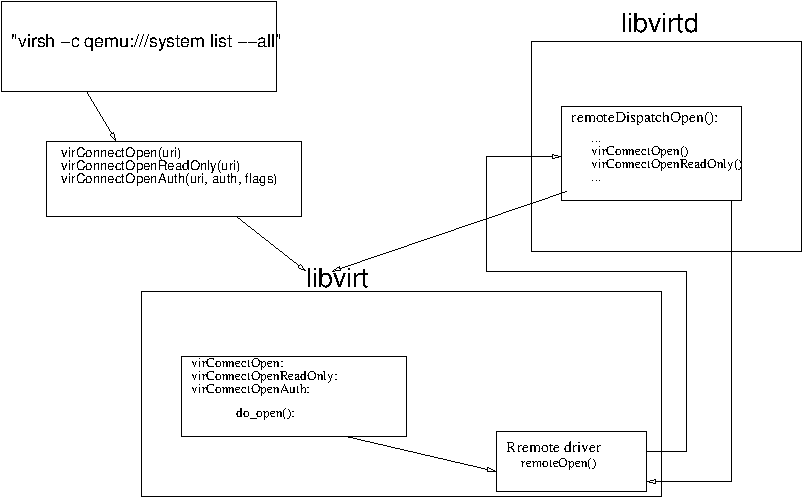 "virsh -c qemu:///system list --all"
libvirtd
remoteDispatchOpen():
...
virConnectOpen()
virConnectOpenReadOnly()
...
virConnectOpen(uri)
virConnectOpenReadOnly(uri)
virConnectOpenAuth(uri, auth, flags)
libvirt
virConnectOpen:
virConnectOpenReadOnly:
virConnectOpenAuth:
do_open():
Rremote driver
remoteOpen()